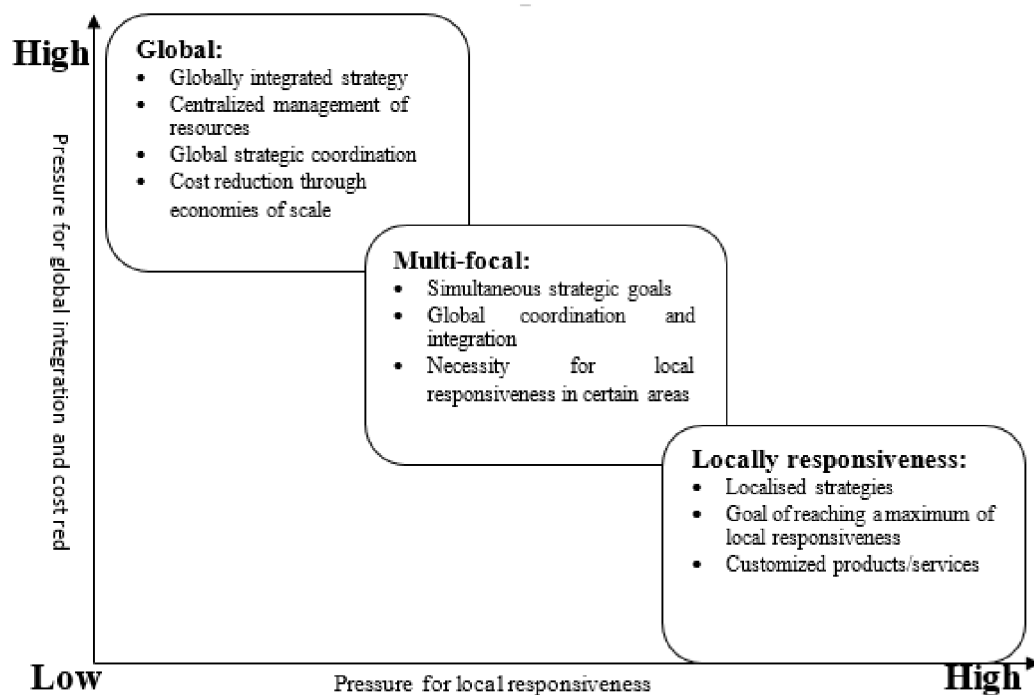 High
Pressure for global integration and cost red
Global:
• Globally integrated strategy
• Centralized management of
resources
• Global strategic coordination
• Cost reduction through
economies of scale
Multi-focal:
• Simultaneous strategic goals
• Global coordination and
integration
• Necessity for local
responsiveness in certain areas
Locally responsiveness:
• Localised strategies
• Goal of reaching a maximum of
local responsiveness
• Customized products/services
Low
Pressure for local responsiveness
High